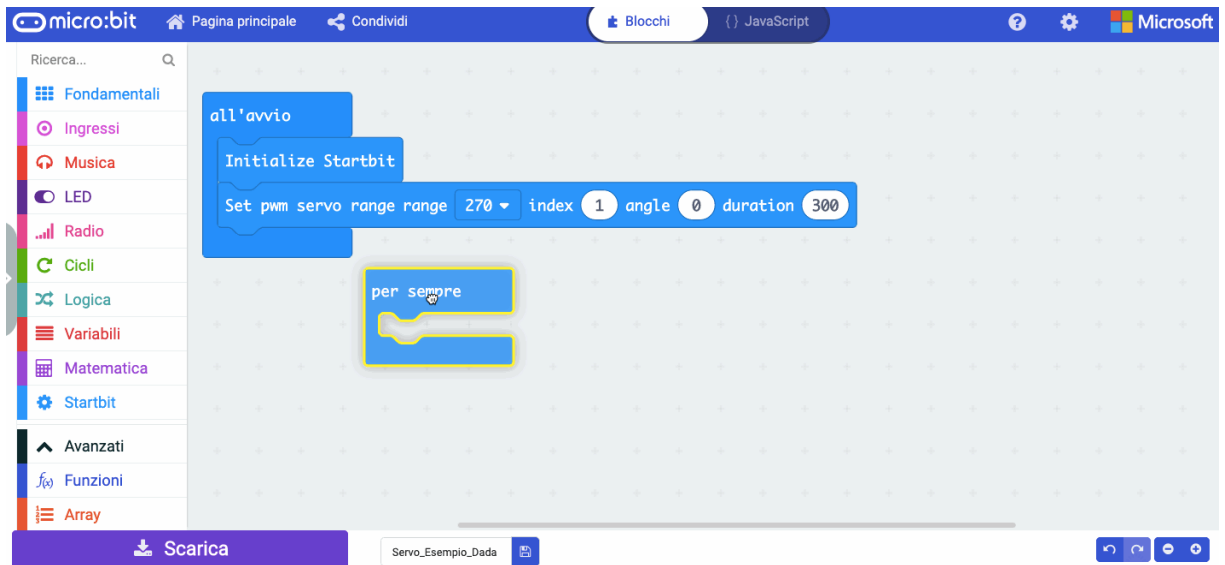 micro:bit Pagina principale Condividi Blocchi {} JavaScript ? Microsoft
Ricerca...
Fondamentali
Ingressi
Musica
LED
Radio
Cicli
Logica
Variabili
Matematica
Startbit
Avanzati
f(x) Funzioni
Array
all'avvio
Initialize Startbit
Set pwm servo range range 270 index 1 angle 0 duration 300
per sempre
Scarica
Servo_Esempio_Dada